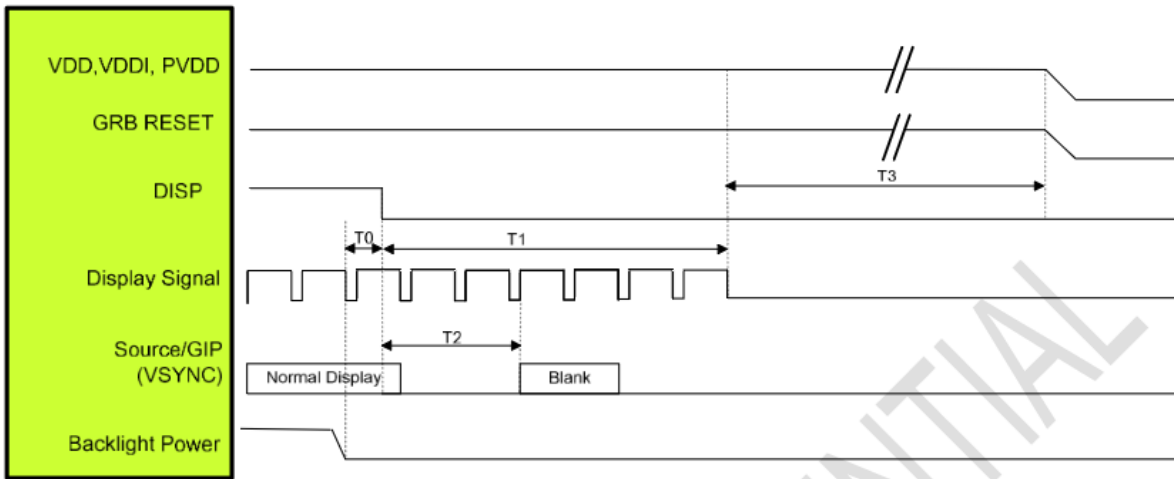 VDD,VDDI, PVDD
GRB RESET
T3
DISP
T0
T1
Display Signal
T2
Source/GIP
(VSYNC)
Normal Display
Blank
Backlight Power
NTIAL